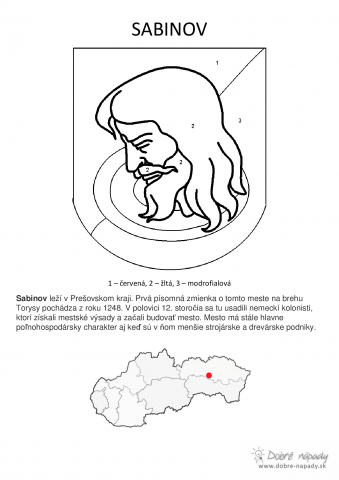 SABINOV
1
2
3
2
2
1 – červená, 2 – žltá, 3 – modrofialová
Sabinov leží v Prešovskom kraji. Prvá písomná zmienka o tomto meste na brehu
Torysy pochádza z roku 1248. V polovici 12. storočia sa tu usadili nemeckí kolonisti,
ktorí získali mestské výsady a začali budovať mesto. Mesto má stále hlavne
poľnohospodársky charakter aj keď sú v ňom menšie strojárske a drevárske podniky.
Dobré nápady
www.dobre-napady.sk